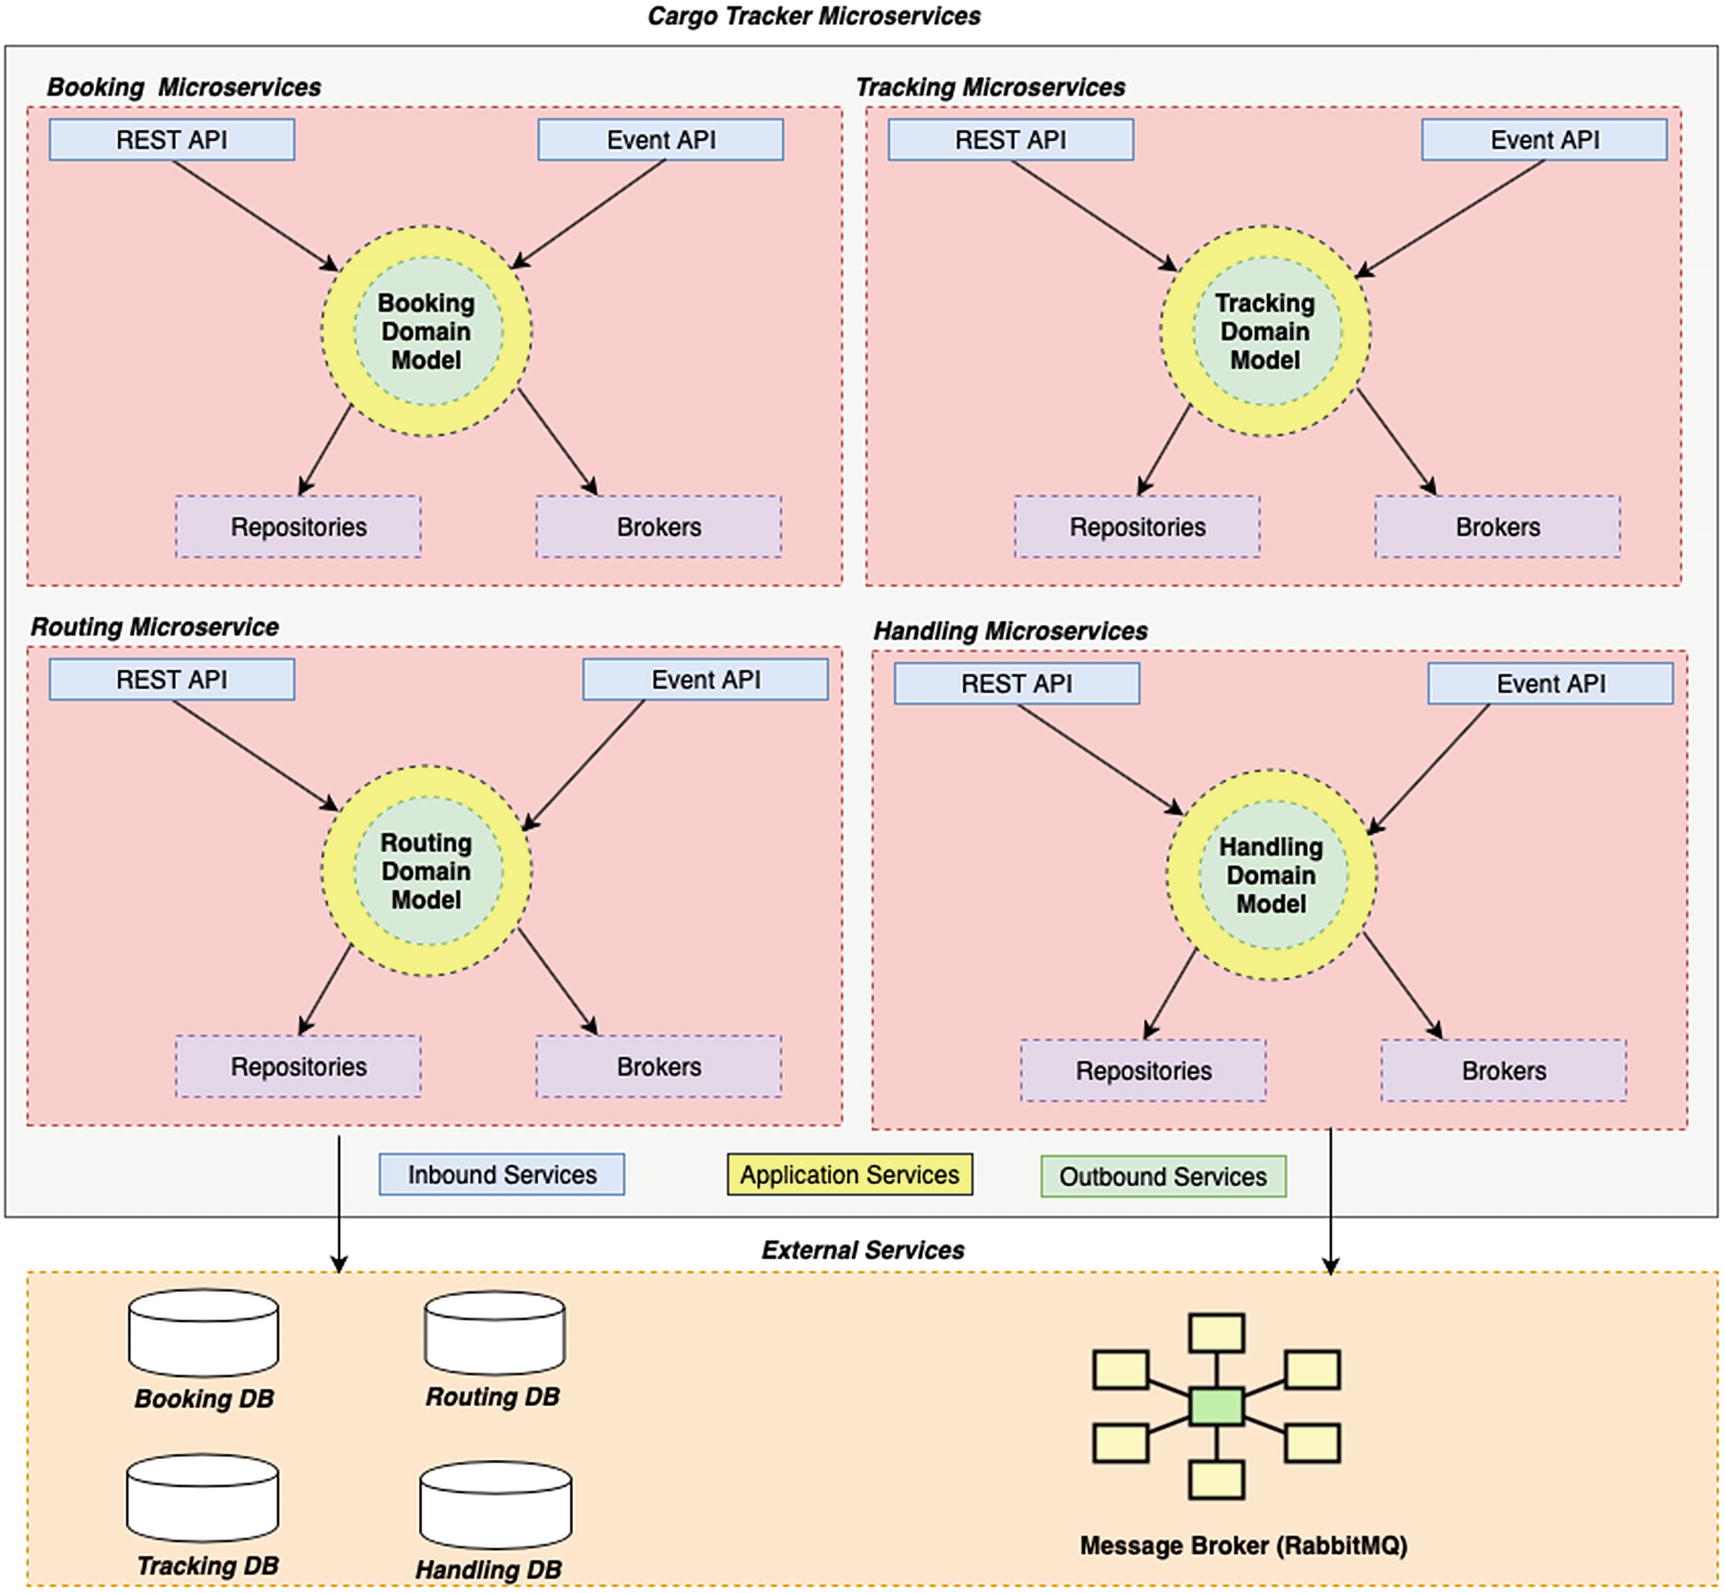 Cargo Tracker Microservices
Booking Microservices
Tracking Microservices
REST API
Event API
REST API
Event API
Booking
Domain
Model
Tracking
Domain
Model
Repositories
Brokers
Repositories
Brokers
Routing Microservice
Handling Microservices
REST API
Event API
REST API
Event API
Routing
Domain
Model
Handling
Domain
Model
Repositories
Brokers
Repositories
Brokers
Inbound Services
Application Services
Outbound Services
External Services
Booking DB
Routing DB
Tracking DB
Handling DB
Message Broker (RabbitMQ)